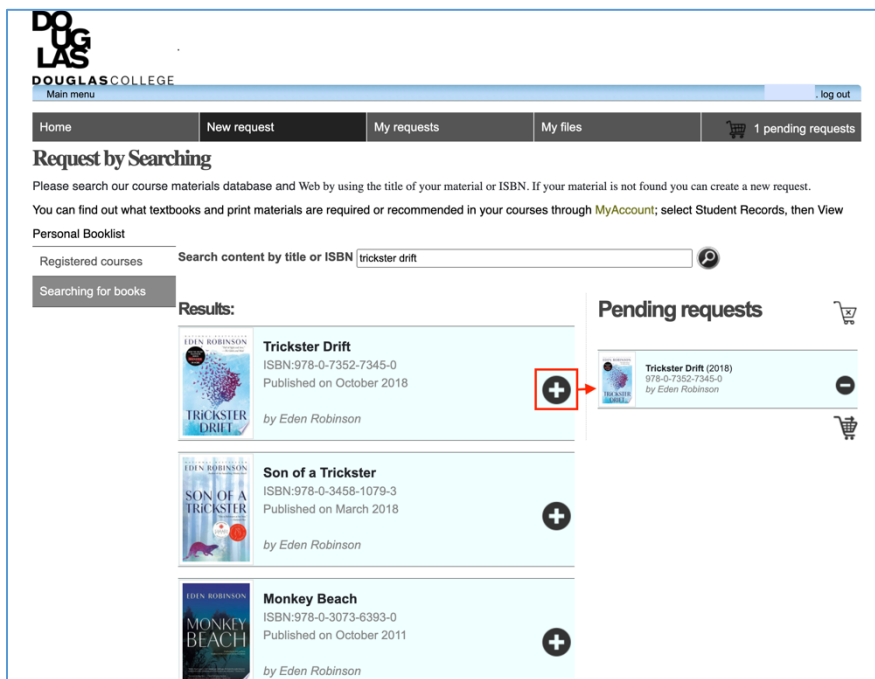 DO
UG
LAS
DOUGLASCOLLEGE
Main menu
, log out
Home
New request
My requests
My files
1 pending requests
Request by Searching
Please search our course materials database and Web by using the title of your material or ISBN. If your material is not found you can create a new request.
You can find out what textbooks and print materials are required or recommended in your courses through MyAccount; select Student Records, then View
Personal Booklist
Registered courses
Searching for books
Search content by title or ISBN trickster drift
Results:
EDEN ROBINSON
TRICKSTER
DRIFT
Trickster Drift
ISBN:978-0-7352-7345-0
Published on October 2018
by Eden Robinson
EDEN ROBINSON
SON OF A
TRICKSTER
Son of a Trickster
ISBN:978-0-3458-1079-3
Published on March 2018
by Eden Robinson
EDEN ROBINSON
MONKEY
BEACH
Monkey Beach
ISBN:978-0-3073-6393-0
Published on October 2011
by Eden Robinson
Pending requests
TRICKSTER
DRIFT
Trickster Drift (2018)
978-0-7352-7345-0
by Eden Robinson